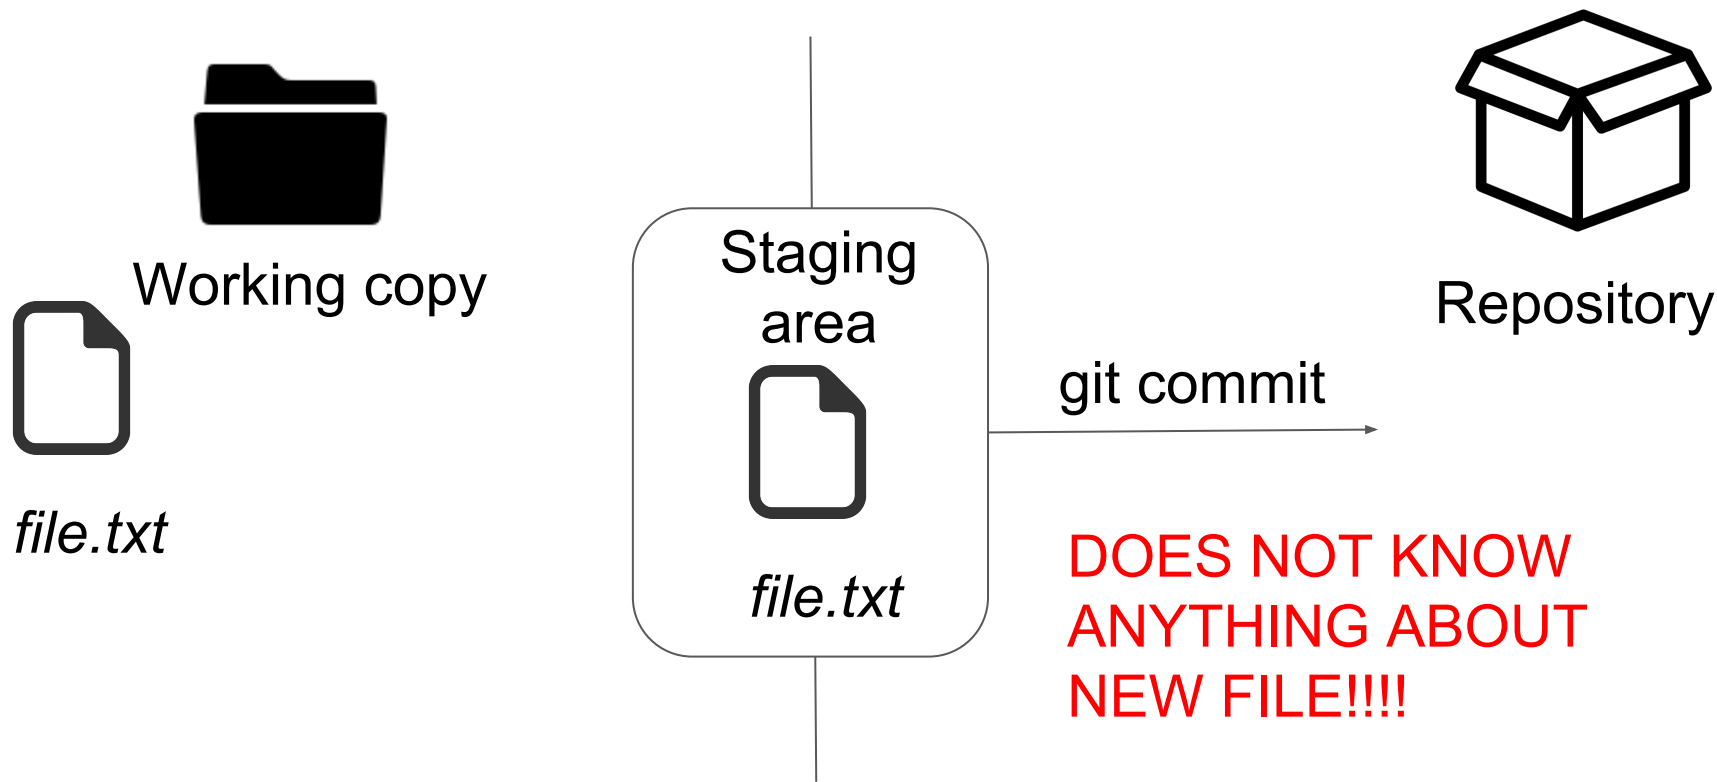 Working copy
file.txt
Staging
area
file.txt
git commit
Repository
DOES NOT KNOW
ANYTHING ABOUT
NEW FILE!!!!